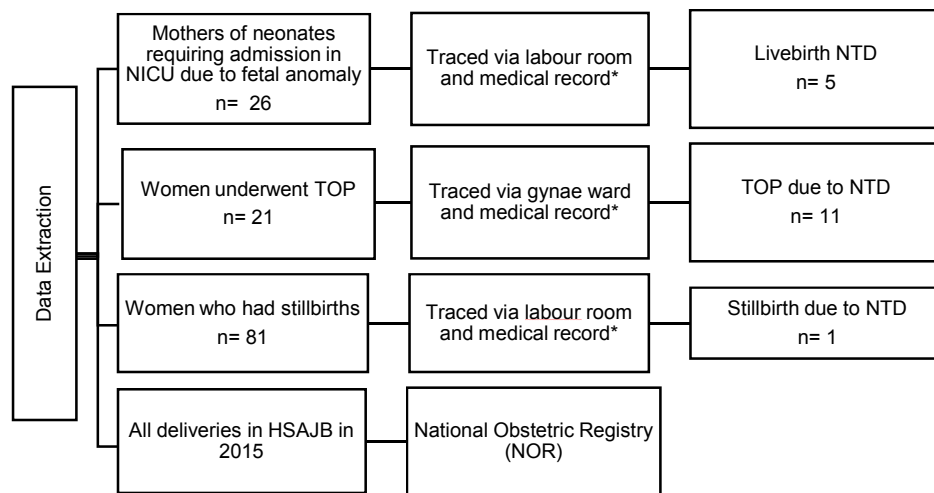 Data Extraction
Mothers of neonates
requiring admission in
NICU due to fetal anomaly
n= 26
Traced via labour room
and medical record*
Livebirth NTD
n= 5
Women underwent TOP
n= 21
Traced via gynae ward
and medical record*
TOP due to NTD
n= 11
Women who had stillbirths
n= 81
Traced via labour room
and medical record*
Stillbirth due to NTD
n= 1
All deliveries in HSAJB in
2015
National Obstetric Registry
(NOR)